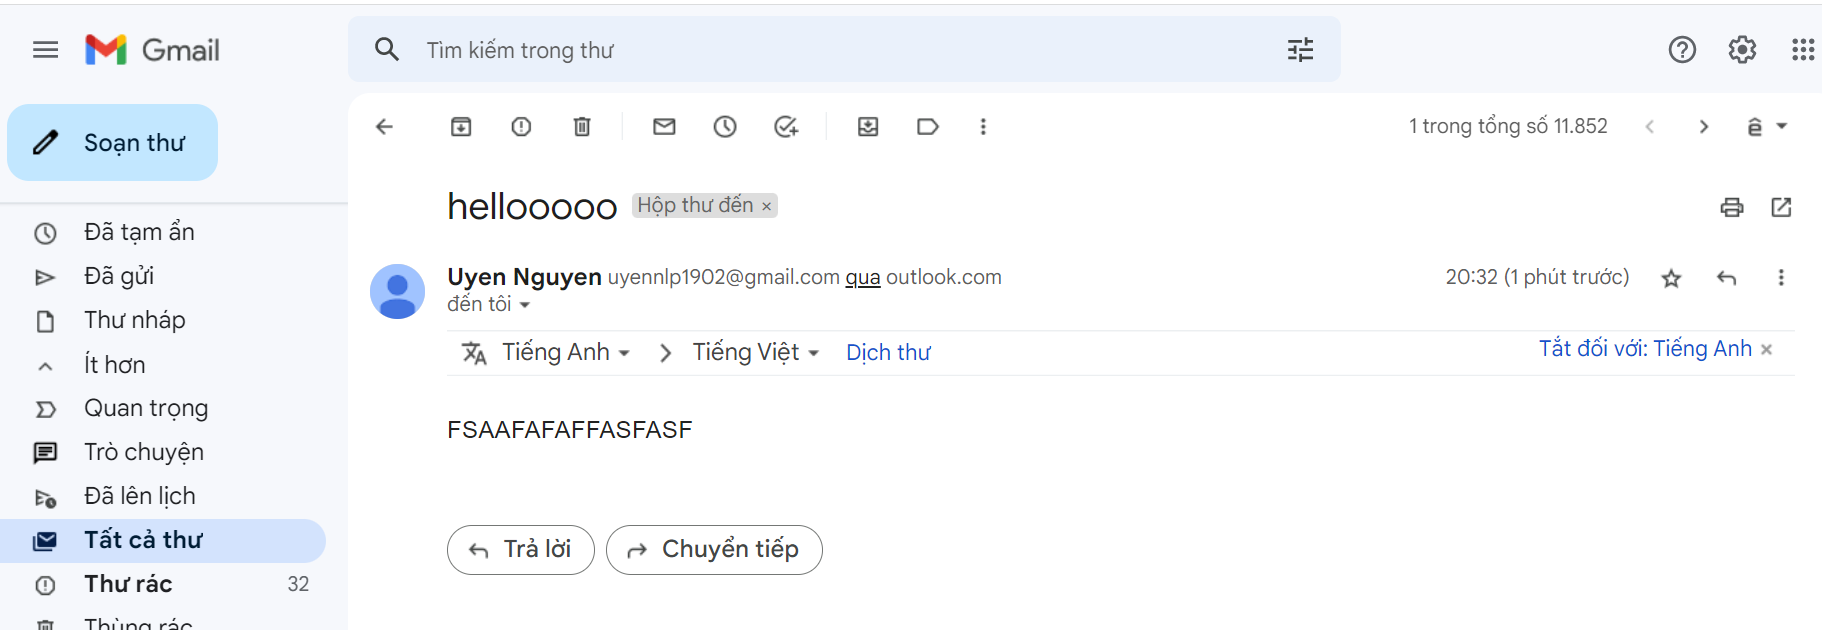 Gmail
Tìm kiếm trong thư
Soạn thư
1 trong tổng số 11.852
ê
Đã tạm ẩn
Đã gửi
Thư nháp
Ít hơn
Quan trọng
Trò chuyện
Đã lên lịch
Tất cả thư
Thư rác 32
Thùng rác
hellooooo Hộp thư đến ×
Uyen Nguyen uyennlp1902@gmail.com qua outlook.com 20:32 (1 phút trước)
đến tôi
Tiếng Anh > Tiếng Việt Dịch thư Tắt đối với: Tiếng Anh ×
FSAAFAFAFFASFASF
Trả lời Chuyển tiếp